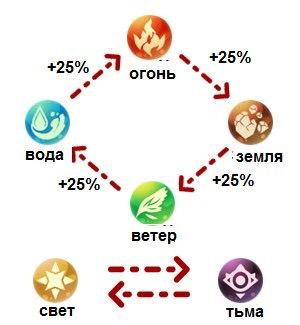 +25%
+25%
огонь
вода
земля
+25%
+25%
ветер
свет
тьма